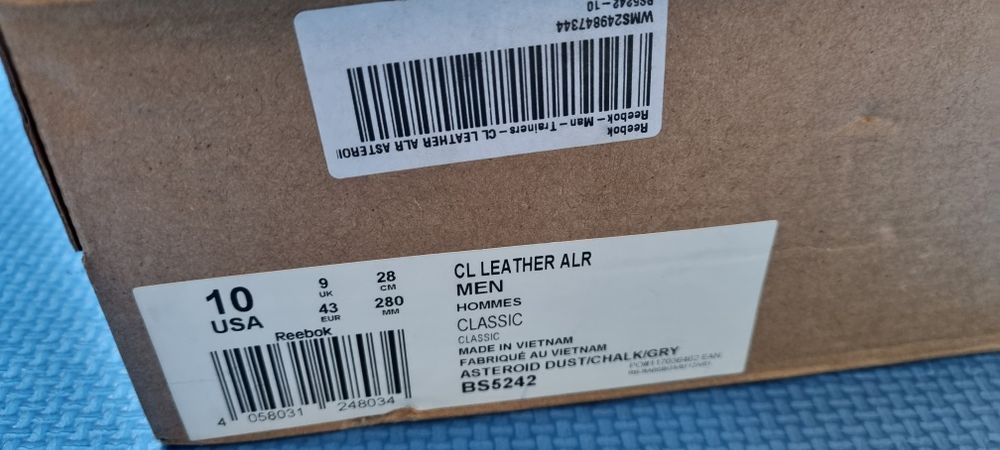 BS5242-10
WMS249847344
Reebok - Man - Trainers - CL LEATHER ALR ASTEROI
10
USA
9
UK
43
EUR
28
CM
280
MM
Reebok
4 058031 248034
CL LEATHER ALR
MEN
HOMMES
CLASSIC
CLASSIC
MADE IN VIETNAM
FABRIQUÉ AU VIETNAM
ASTEROID DUST/CHALK/GRY
BS5242